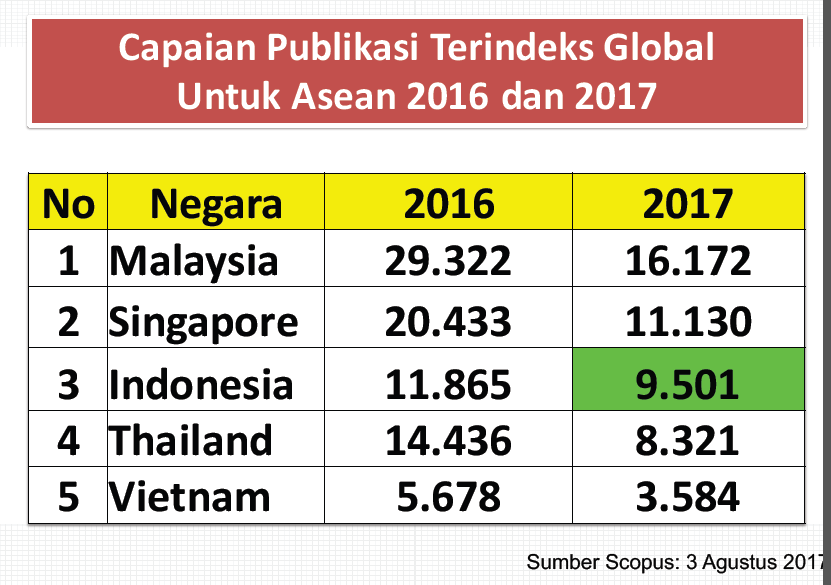 Capaian Publikasi Terindeks Global
Untuk Asean 2016 dan 2017
No Negara 2016 2017
1 Malaysia 29.322 16.172
2 Singapore 20.433 11.130
3 Indonesia 11.865 9.501
4 Thailand 14.436 8.321
5 Vietnam 5.678 3.584
Sumber Scopus: 3 Agustus 2017